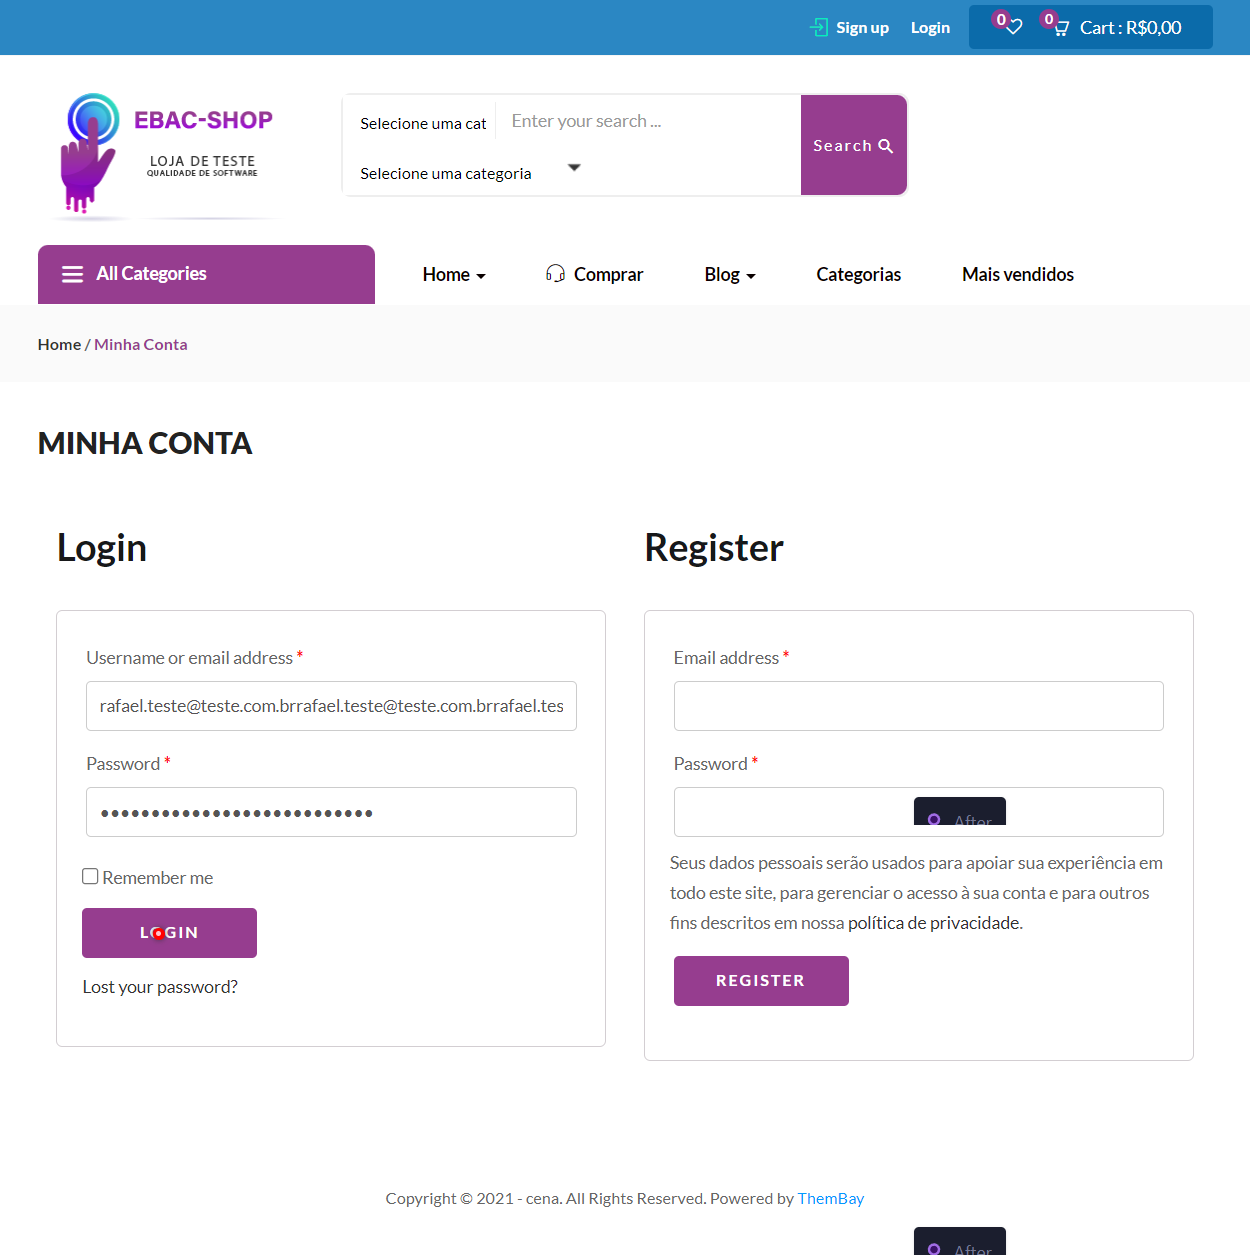 Sign up Login 0 0 Cart : R$0,00
EBAC-SHOP
LOJA DE TESTE
QUALIDADE DE SOFTWARE
Selecione uma cat Enter your search ...
Selecione uma categoria
Search
All Categories Home Comprar Blog Categorias Mais vendidos
Home / Minha Conta
MINHA CONTA
Login
Username or email address *
rafael.teste@teste.com.brrafael.teste@teste.com.brrafael.tes
Password *
Remember me
LOGIN
Lost your password?
Register
Email address *
Password *
After
Seus dados pessoais serão usados para apoiar sua experiência em
todo este site, para gerenciar o acesso à sua conta e para outros
fins descritos em nossa política de privacidade.
REGISTER
Copyright © 2021 - cena. All Rights Reserved. Powered by ThemBay
After